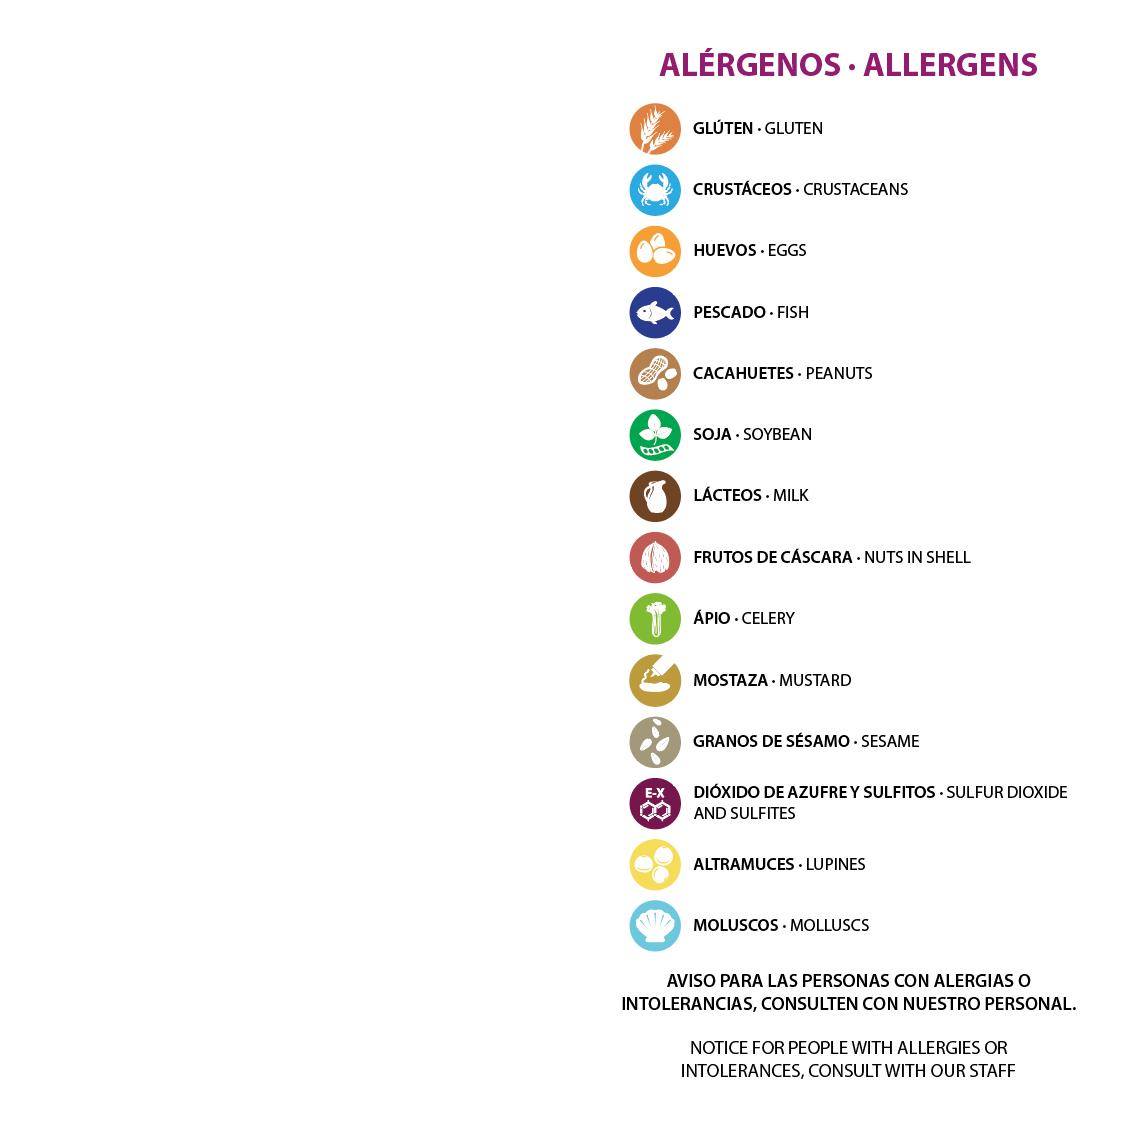 ALÉRGENOS · ALLERGENS
GLÚTEN · GLUTEN
CRUSTÁCEOS · CRUSTACEANS
HUEVOS · EGGS
PESCADO · FISH
CACAHUETES · PEANUTS
SOJA · SOYBEAN
LÁCTEOS · MILK
FRUTOS DE CÁSCARA · NUTS IN SHELL
ÁPIO · CELERY
MOSTAZA · MUSTARD
GRANOS DE SÉSAMO · SESAME
E-X
DIÓXIDO DE AZUFRE Y SULFITOS · SULFUR DIOXIDE
AND SULFITES
ALTRAMUCES · LUPINES
MOLUSCOS · MOLLUSCS
AVISO PARA LAS PERSONAS CON ALERGIAS O
INTOLERANCIAS, CONSULTEN CON NUESTRO PERSONAL.
NOTICE FOR PEOPLE WITH ALLERGIES OR
INTOLERANCES, CONSULT WITH OUR STAFF